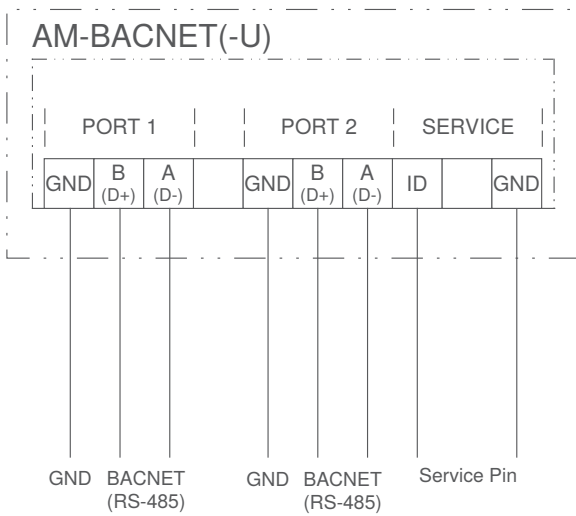 AM-BACNET(-U)
PORT 1 PORT 2 SERVICE
GND B (D+) A (D-) GND B (D+) A (D-) ID GND
GND BACNET (RS-485) GND BACNET (RS-485) Service Pin